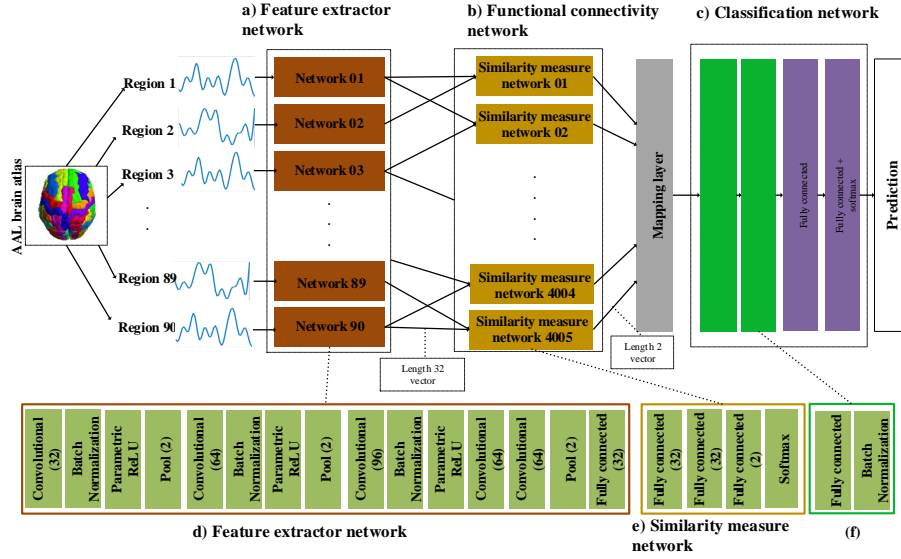 a) Feature extractor
network
b) Functional connectivity
network
c) Classification network
AAL brain atlas
Region 1
Region 2
Region 3
Region 89
Region 90
Network 01
Network 02
Network 03
Network 89
Network 90
Length 32
vector
Similarity measure
network 01
Similarity measure
network 02
Similarity measure
network 4004
Similarity measure
network 4005
Length 2
vector
Mapping layer
Fully connected
Fully connected +
softmax
Prediction
Convolutional
(32)
Batch
Normalization
Parametric
ReLU
Pool (2)
Convolutional
(64)
Batch
Normalization
Parametric
ReLU
Pool (2)
Convolutional
(96)
Batch
Normalization
Parametric
ReLU
Convolutional
(64)
Convolutional
(64)
Pool (2)
Fully connected
(32)
d) Feature extractor network
Fully connected
(32)
Fully connected
(32)
Fully connected
(2)
Softmax
e) Similarity measure
network
Fully connected
Batch
Normalization
(f)